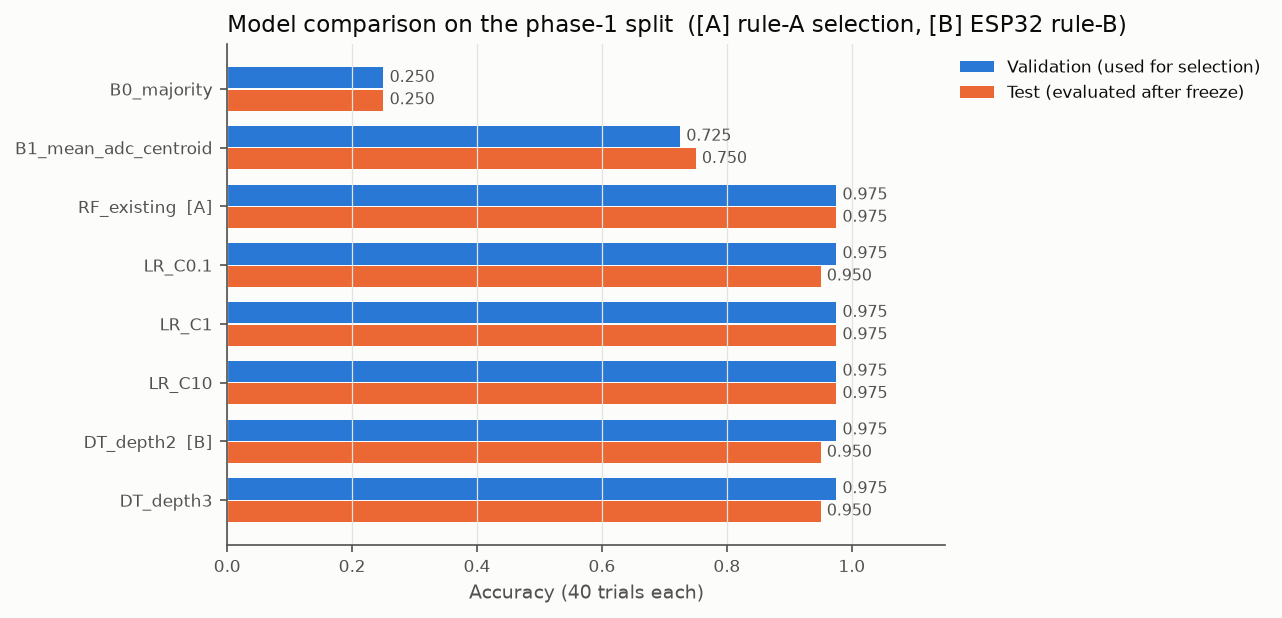 Model comparison on the phase-1 split  ([A] rule-A selection, [B] ESP32 rule-B)
Validation (used for selection)
Test (evaluated after freeze)
B0_majority
0.250
0.250
B1_mean_adc_centroid
0.725
0.750
RF_existing  [A]
0.975
0.975
LR_C0.1
0.975
0.950
LR_C1
0.975
0.975
LR_C10
0.975
0.975
DT_depth2  [B]
0.975
0.950
DT_depth3
0.975
0.950
0.0 0.2 0.4 0.6 0.8 1.0
Accuracy (40 trials each)